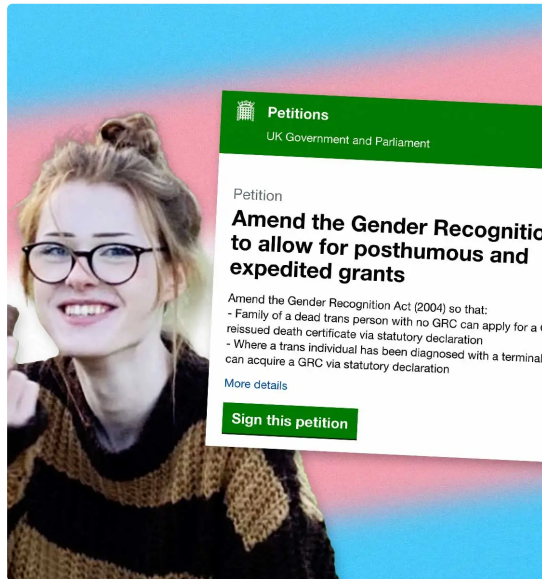 Petitions
UK Government and Parliament
Petition
Amend the Gender Recognitio
to allow for posthumous and
expedited grants
Amend the Gender Recognition Act (2004) so that:
- Family of a dead trans person with no GRC can apply for a
reissued death certificate via statutory declaration
- Where a trans individual has been diagnosed with a terminal
can acquire a GRC via statutory declaration
More details
Sign this petition